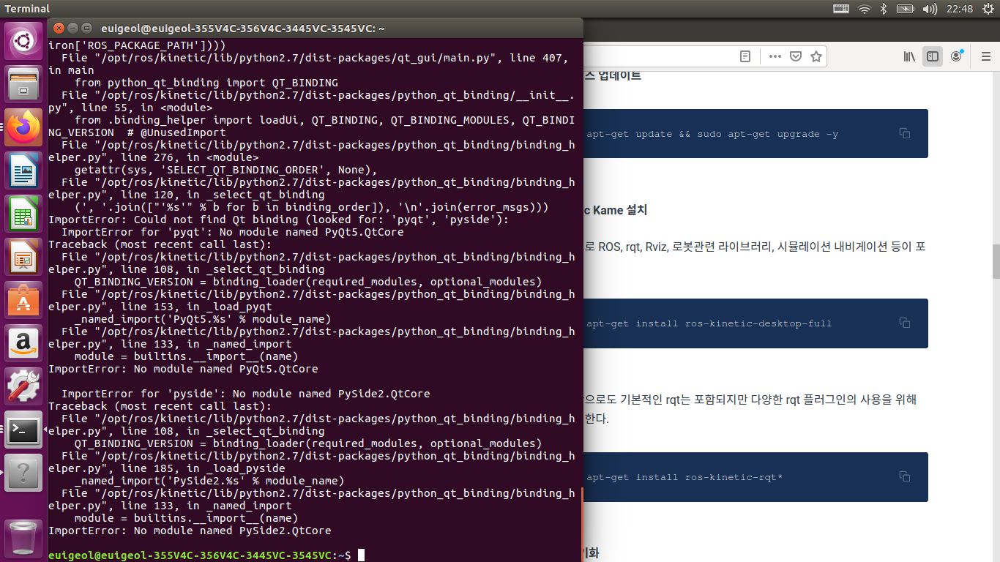 Terminal
22:48
euigeol@euigeol-355V4C-356V4C-3445VC-3545VC: ~
iron['ROS_PACKAGE_PATH'])))
  File "/opt/ros/kinetic/lib/python2.7/dist-packages/qt_gui/main.py", line 407,
in main
    from python_qt_binding import QT_BINDING
  File "/opt/ros/kinetic/lib/python2.7/dist-packages/python_qt_binding/__init__.
py", line 55, in <module>
    from .binding_helper import loadUi, QT_BINDING, QT_BINDING_MODULES, QT_BINDI
NG_VERSION  # @UnusedImport
  File "/opt/ros/kinetic/lib/python2.7/dist-packages/python_qt_binding/binding_h
elper.py", line 276, in <module>
    getattr(sys, 'SELECT_QT_BINDING_ORDER', None),
  File "/opt/ros/kinetic/lib/python2.7/dist-packages/python_qt_binding/binding_h
elper.py", line 120, in _select_qt_binding
    (', '.join(["'%s'" % b for b in binding_order]), '\n'.join(error_msgs)))
ImportError: Could not find Qt binding (looked for: 'pyqt', 'pyside'):
  ImportError for 'pyqt': No module named PyQt5.QtCore
Traceback (most recent call last):
  File "/opt/ros/kinetic/lib/python2.7/dist-packages/python_qt_binding/binding_h
elper.py", line 108, in _select_qt_binding
    QT_BINDING_VERSION = binding_loader(required_modules, optional_modules)
  File "/opt/ros/kinetic/lib/python2.7/dist-packages/python_qt_binding/binding_h
elper.py", line 153, in _load_pyqt
    _named_import('PyQt5.%s' % module_name)
  File "/opt/ros/kinetic/lib/python2.7/dist-packages/python_qt_binding/binding_h
elper.py", line 133, in _named_import
    module = builtins.__import__(name)
ImportError: No module named PyQt5.QtCore
  ImportError for 'pyside': No module named PySide2.QtCore
Traceback (most recent call last):
  File "/opt/ros/kinetic/lib/python2.7/dist-packages/python_qt_binding/binding_h
elper.py", line 108, in _select_qt_binding
    QT_BINDING_VERSION = binding_loader(required_modules, optional_modules)
  File "/opt/ros/kinetic/lib/python2.7/dist-packages/python_qt_binding/binding_h
elper.py", line 185, in _load_pyside
    _named_import('PySide2.%s' % module_name)
  File "/opt/ros/kinetic/lib/python2.7/dist-packages/python_qt_binding/binding_h
elper.py", line 133, in _named_import
    module = builtins.__import__(name)
ImportError: No module named PySide2.QtCore
euigeol@euigeol-355V4C-356V4C-3445VC-3545VC:~$
스 업데이트
apt-get update && sudo apt-get upgrade -y
c Kame 설치
로 ROS, rqt, Rviz, 로봇관련 라이브러리, 시뮬레이션 내비게이션 등이 포
apt-get install ros-kinetic-desktop-full
으로도 기본적인 rqt는 포함되지만 다양한 rqt 플러그인의 사용을 위해
한다.
apt-get install ros-kinetic-rqt*
기화